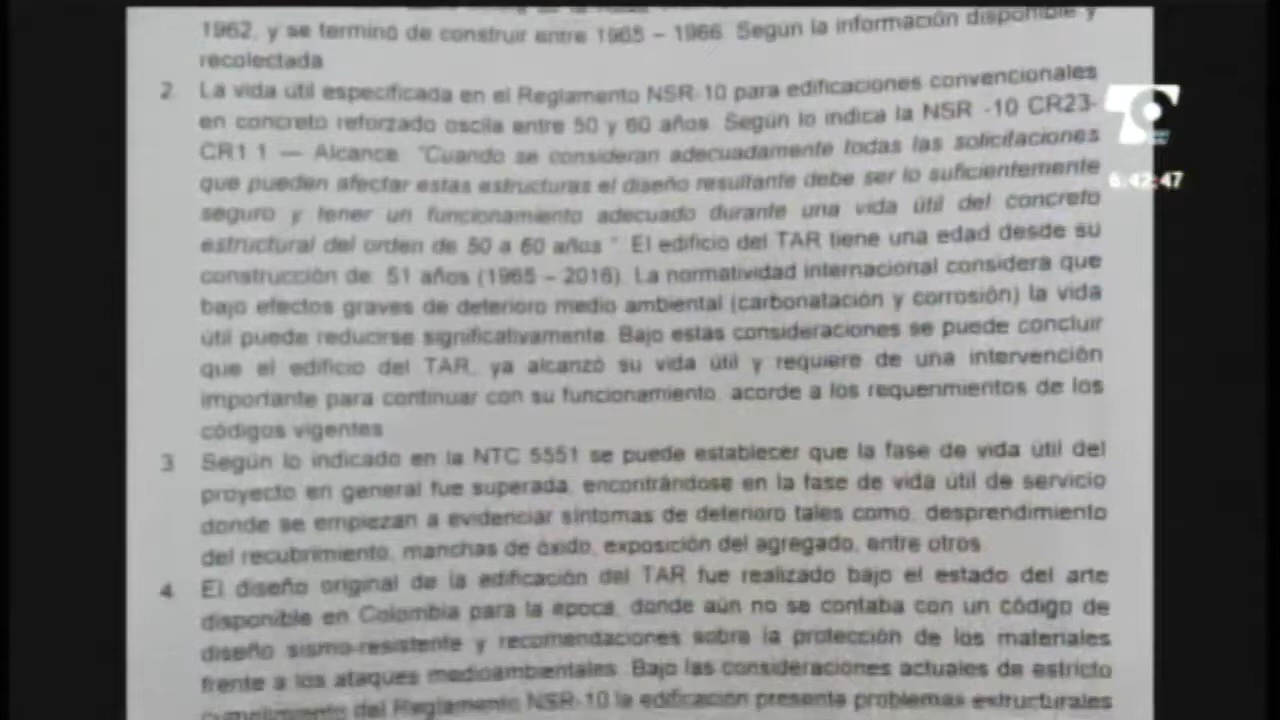 1962, y se terminó de construir entre 1965 – 1966. Según la información disponible y
recolectada
2. La vida útil especificada en el Reglamento NSR-10 para edificaciones convencionales
en concreto reforzado oscila entre 50 y 60 años. Según lo indica la NSR -10 CR23-
CR1.1 — Alcance. "Cuando se consideran adecuadamente todas las solicitaciones
que pueden afectar estas estructuras el diseño resultante debe ser lo suficientemente
seguro y tener un funcionamiento adecuado durante una vida útil del concreto
estructural del orden de 50 a 60 años." El edificio del TAR tiene una edad desde su
construcción de 51 años (1965 – 2016). La normatividad internacional considera que
bajo efectos graves de deterioro medio ambiental (carbonatación y corrosión) la vida
útil puede reducirse significativamente. Bajo estas consideraciones se puede concluir
que el edificio del TAR, ya alcanzó su vida útil y requiere de una intervención
importante para continuar con su funcionamiento, acorde a los requerimientos de los
códigos vigentes
3. Según lo indicado en la NTC 5551 se puede establecer que la fase de vida útil del
proyecto en general fue superada, encontrándose en la fase de vida útil de servicio
donde se empiezan a evidenciar síntomas de deterioro tales como, desprendimiento
del recubrimiento, manchas de óxido, exposición del agregado, entre otros
4. El diseño original de la edificación del TAR fue realizado bajo el estado del arte
disponible en Colombia para la época, donde aún no se contaba con un código de
diseño sismo-resistente y recomendaciones sobre la protección de los materiales
frente a los ataques medioambientales. Bajo las consideraciones actuales de estricto
cumplimiento del Reglamento NSR-10 la edificación presenta problemas estructurales
6:42:47